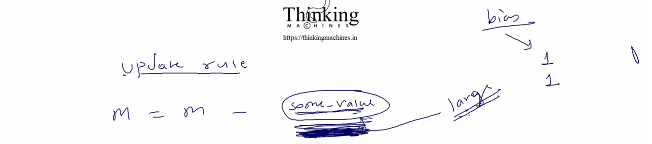 Thinking
MACHINES
https://thinkingmachines.in
bias
1
1
update rule
m = m - some-value
large